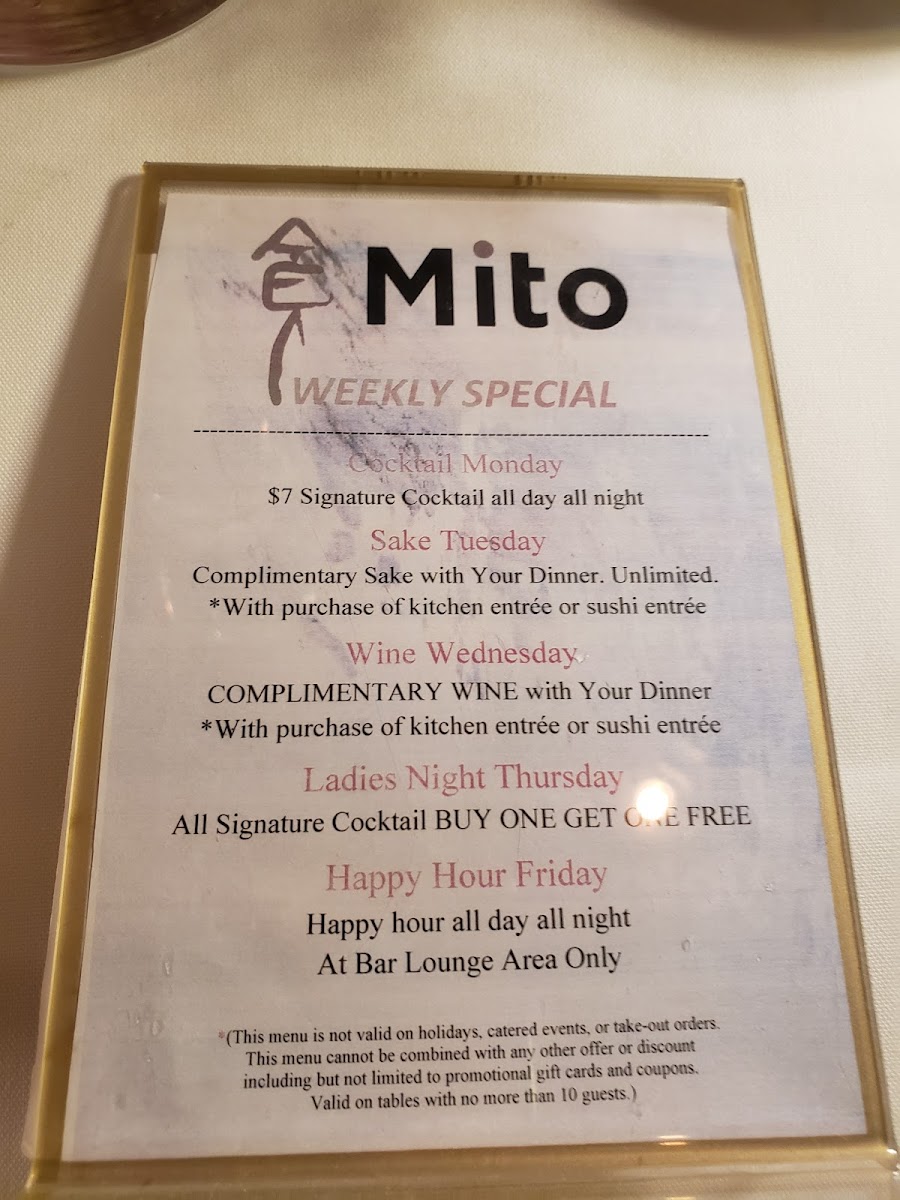 Mito
WEEKLY SPECIAL
Cocktail Monday
$7 Signature Cocktail all day all night
Sake Tuesday
Complimentary Sake with Your Dinner. Unlimited.
*With purchase of kitchen entrée or sushi entrée
Wine Wednesday
COMPLIMENTARY WINE with Your Dinner
*With purchase of kitchen entrée or sushi entrée
Ladies Night Thursday
All Signature Cocktail BUY ONE GET ONE FREE
Happy Hour Friday
Happy hour all day all night
At Bar Lounge Area Only
*(This menu is not valid on holidays, catered events, or take-out orders.
This menu cannot be combined with any other offer or discount
including but not limited to promotional gift cards and coupons.
Valid on tables with no more than 10 guests.)